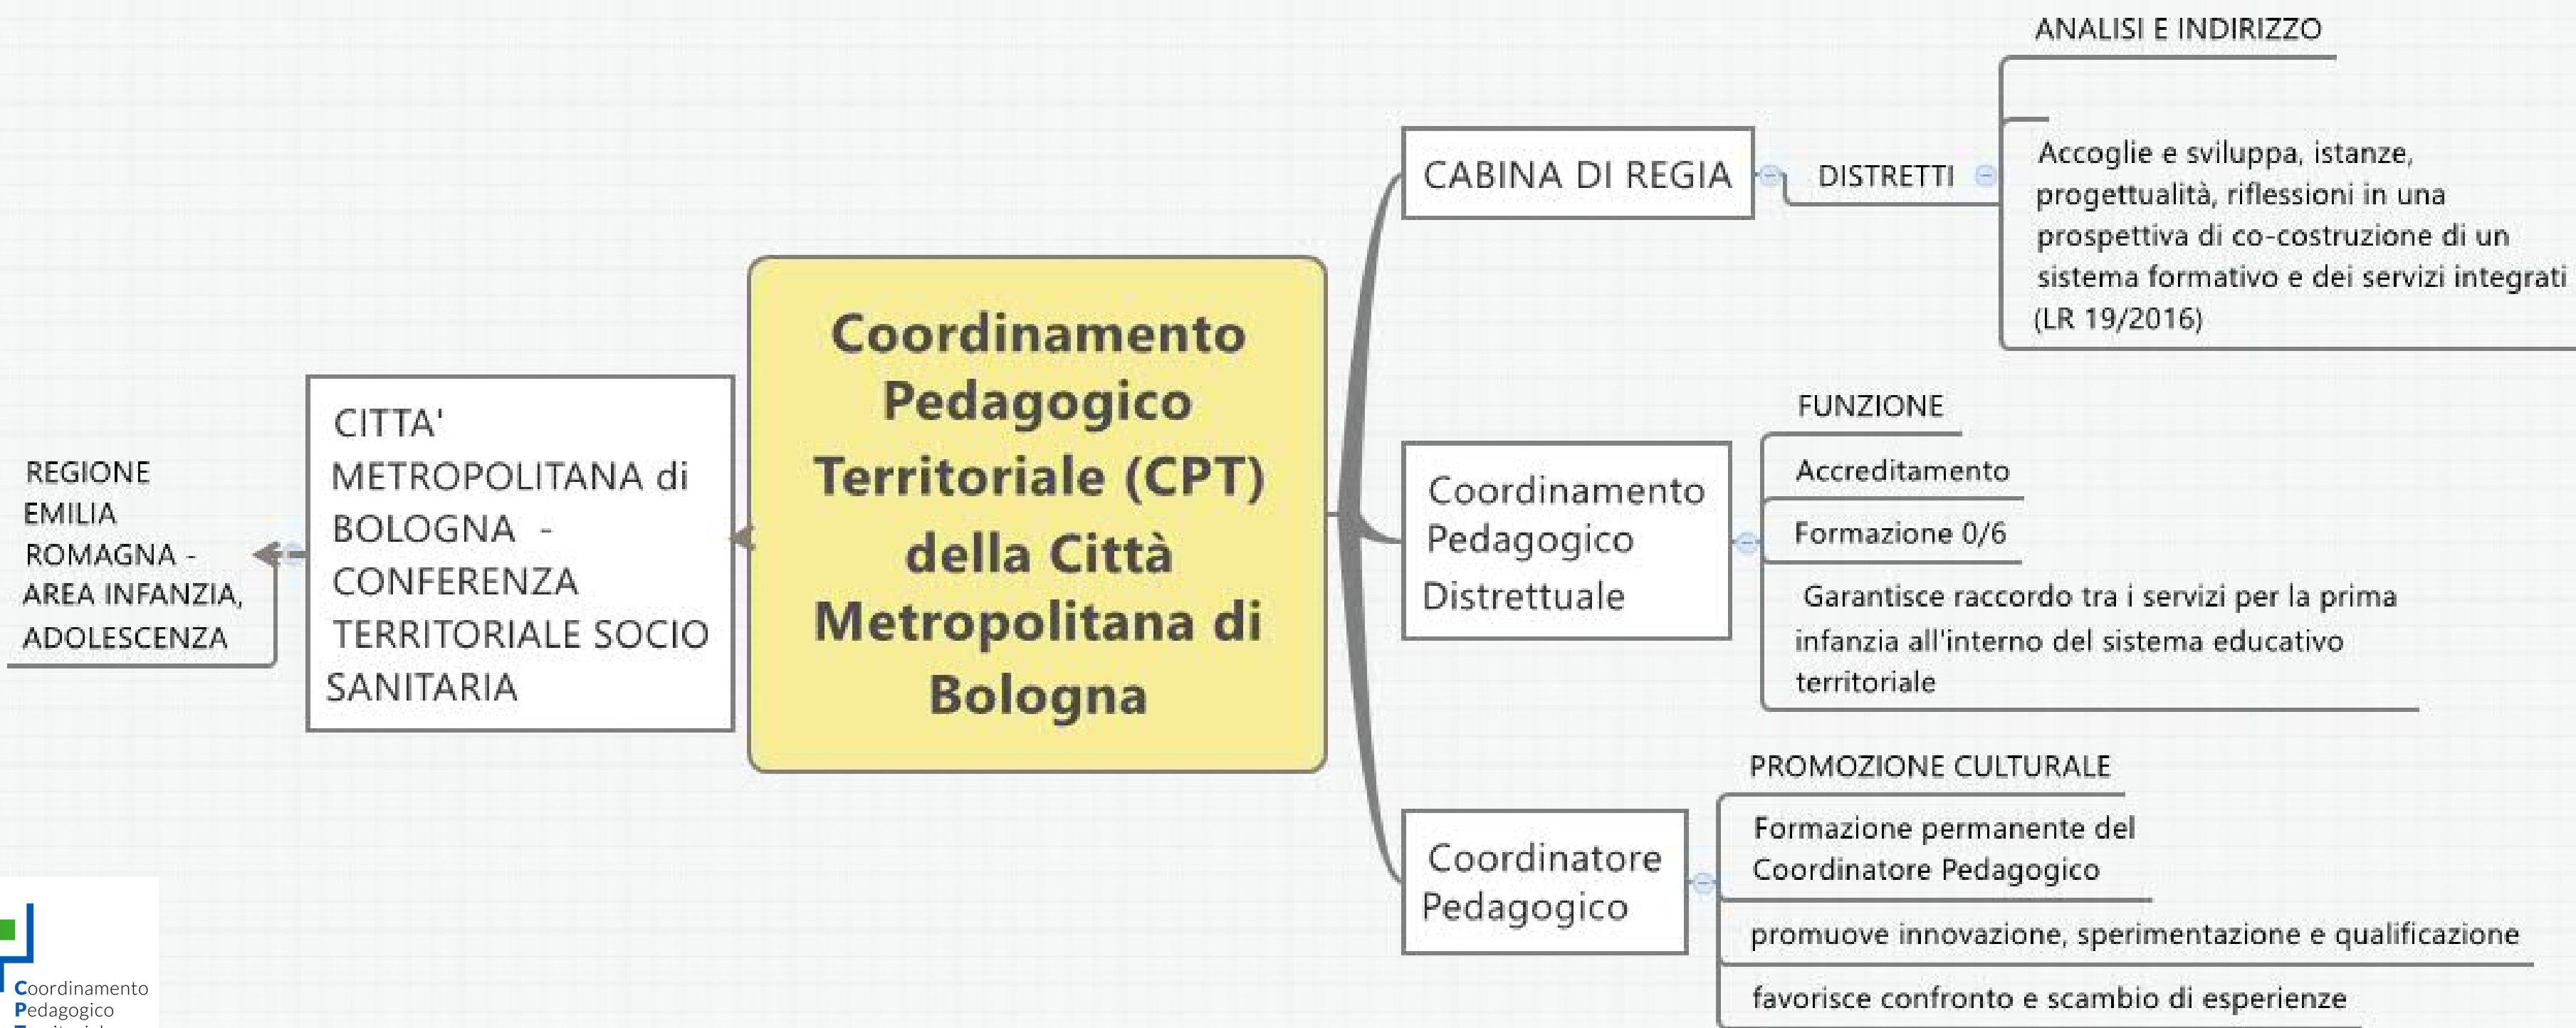 REGIONE
EMILIA
ROMAGNA -
AREA INFANZIA,
ADOLESCENZA
CITTA'
METROPOLITANA di
BOLOGNA -
CONFERENZA
TERRITORIALE SOCIO
SANITARIA
Coordinamento
Pedagogico
Territoriale (CPT)
della Città
Metropolitana di
Bologna
CABINA DI REGIA
DISTRETTI
ANALISI E INDIRIZZO
Accoglie e sviluppa, istanze,
progettualità, riflessioni in una
prospettiva di co-costruzione di un
sistema formativo e dei servizi integrati
(LR 19/2016)
Coordinamento
Pedagogico
Distrettuale
FUNZIONE
Accreditamento
Formazione 0/6
Garantisce raccordo tra i servizi per la prima
infanzia all'interno del sistema educativo
territoriale
Coordinatore
Pedagogico
PROMOZIONE CULTURALE
Formazione permanente del
Coordinatore Pedagogico
promuove innovazione, sperimentazione e qualificazione
favorisce confronto e scambio di esperienze
Coordinamento
Pedagogico